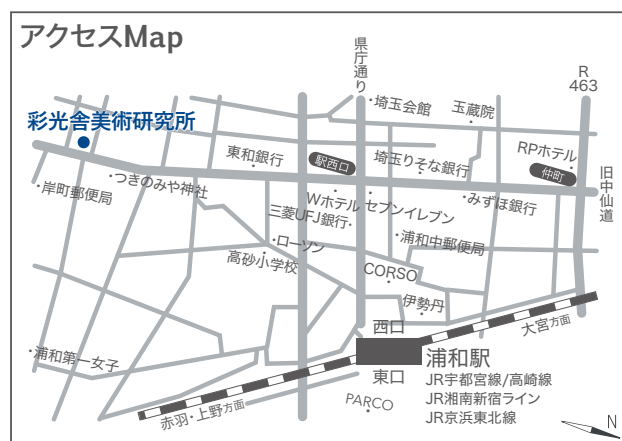 アクセスMap
県庁通り
R
463
・埼玉会館
玉蔵院
彩光舎美術研究所
東和銀行
駅西口
埼玉りそな銀行
RPホテル
仲町
旧中仙道
・岸町郵便局
・つきのみや神社
Wホテル
セブンイレブン
・みずほ銀行
三菱UFJ銀行・
・ローソン
・浦和中郵便局
高砂小学校
CORSO
伊勢丹
西口
大宮方面
・浦和第一女子
浦和駅
東口
JR宇都宮線/高崎線
JR湘南新宿ライン
JR京浜東北線
PARCO
赤羽・上野方面
N